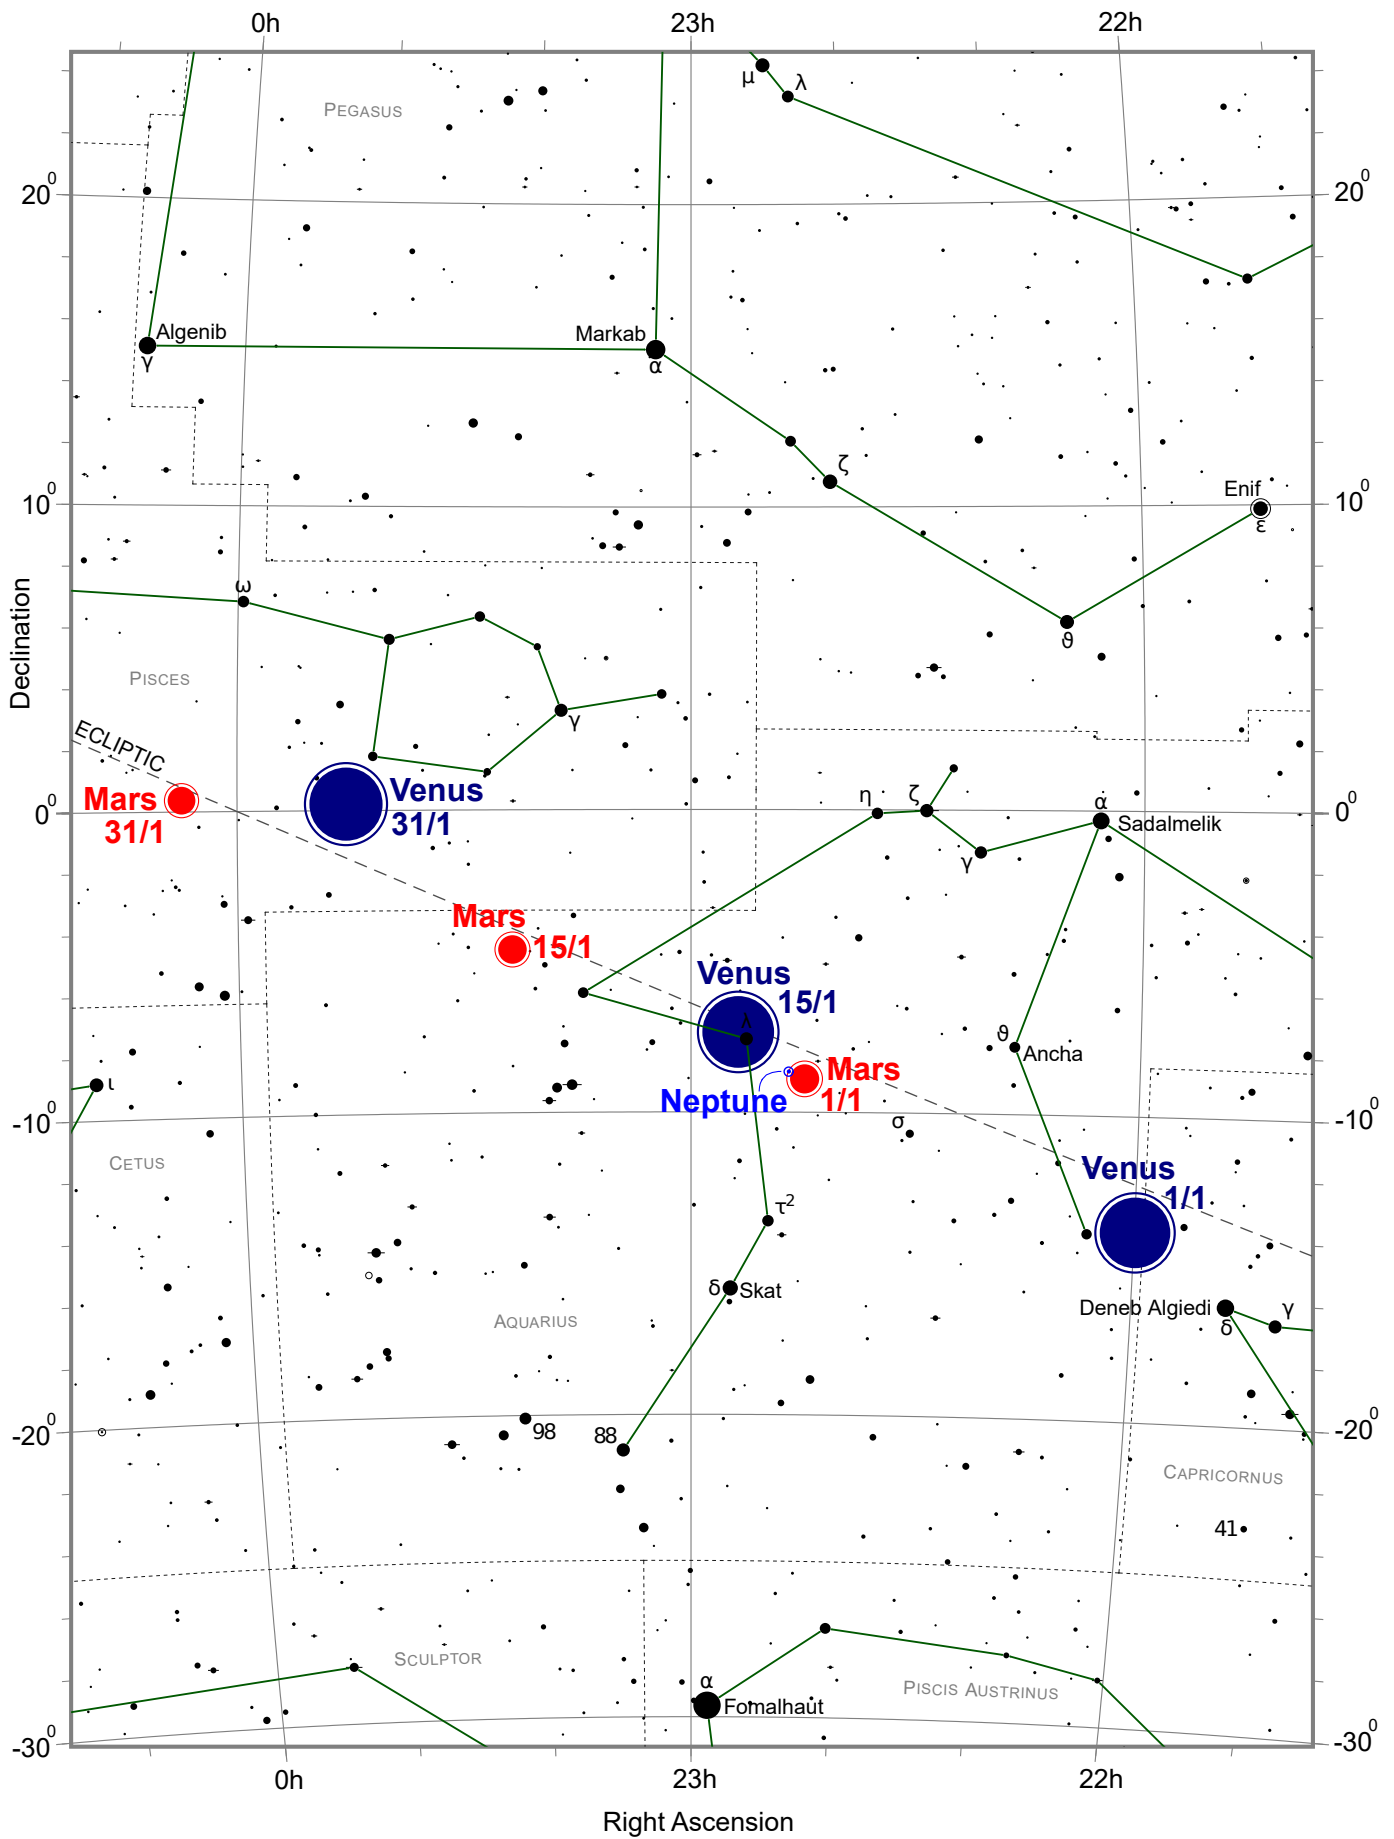 0h 23h 22h
μ λ
PEGASUS
20⁰ 20⁰
Algenib Markab
γ α
ζ
Enif
10⁰ 10⁰
ε
ω
ϑ
Declination
PISCES
γ
ECLIPTIC
Mars Venus η ζ α
31/1 31/1
0⁰ 0⁰
Sadalmelik
γ
Mars
15/1
Venus
15/1
λ
ϑ
Ancha
ι
Neptune
Mars
1/1
-10⁰ -10⁰
σ
CETUS
Venus
1/1
τ²
δ Skat
Deneb Algiedi γ
δ
AQUARIUS
98 88
-20⁰ -20⁰
CAPRICORNUS
41
SCULPTOR
α
Fomalhaut
PISCIS AUSTRINUS
-30⁰ -30⁰
0h 23h 22h
Right Ascension